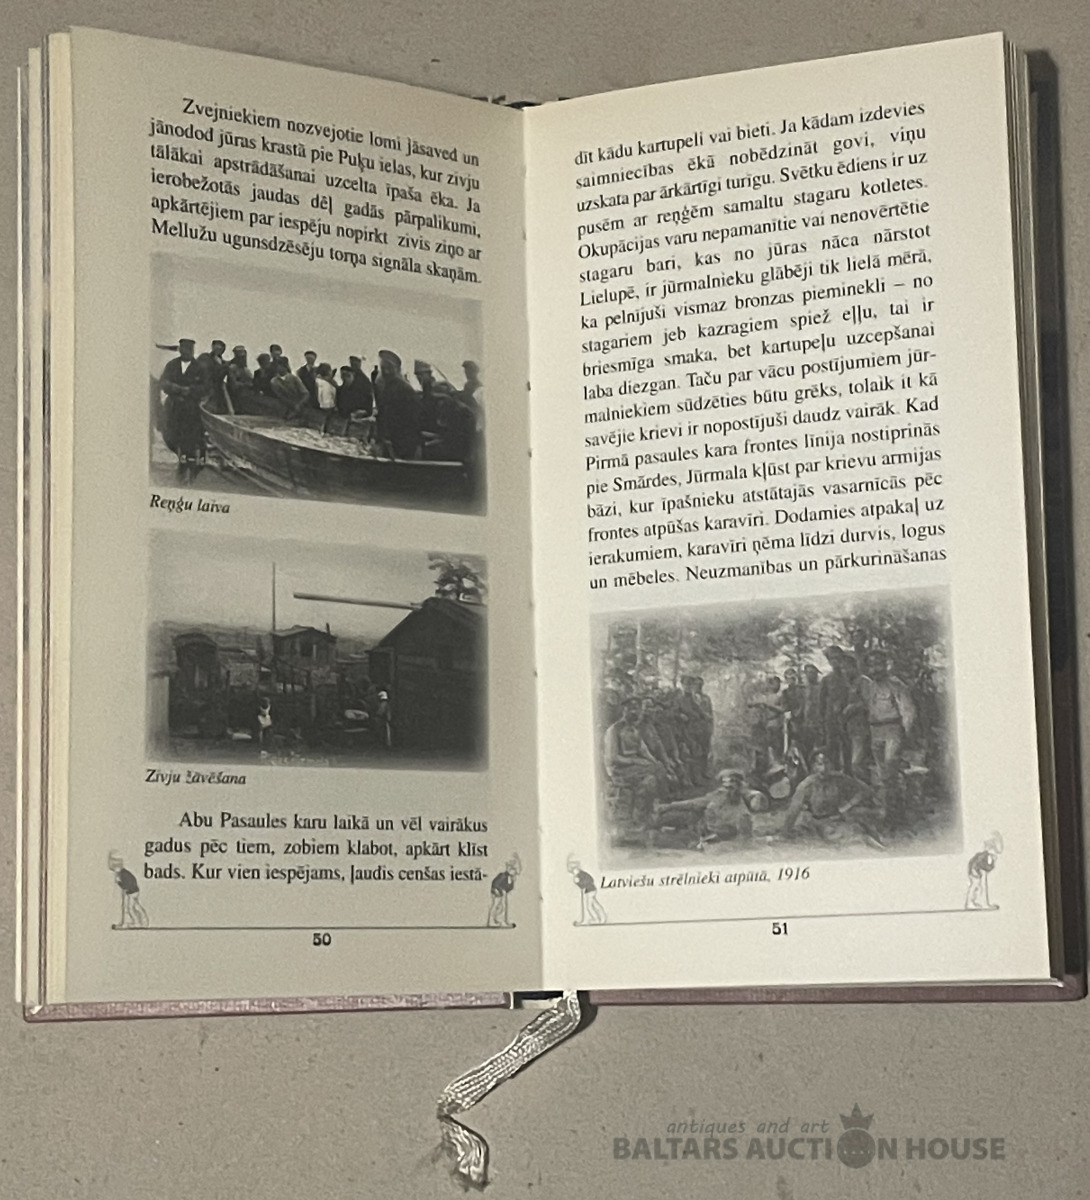 Zvejniekiem nozvejotie lomi jāsaved un
jānodod jūras krastā pie Puķu ielas, kur zivju
tālākai apstrādāšanai uzcelta īpaša ēka. Ja
ierobežotās jaudas dēļ gadās pārpalikumi,
apkārtējiem par iespēju nopirkt zivis ziņo ar
Mellužu ugunsdzēsēju torņa signāla skaņām.
Reņģu laiva
Zivju žāvēšana
Abu Pasaules karu laikā un vēl vairākus
gadus pēc tiem, zobiem klabot, apkārt klīst
bads. Kur vien iespējams, ļaudis cenšas iestā-
50
dīt kādu kartupeli vai bieti. Ja kādam izdevies
saimniecības ēkā nobēdzināt govi, viņu
uzskata par ārkārtīgi turīgu. Svētku ēdiens ir uz
pusēm ar reņģēm samaltu stagaru kotletes.
Okupācijas varu nepamanītie vai nenovērtētie
stagaru bari, kas no jūras nāca nārstot
Lielupē, ir jūrmalnieku glābēji tik lielā mērā,
ka pelnījuši vismaz bronzas pieminekli – no
stagariem jeb kazragiem spiež eļļu, tai ir
briesmīga smaka, bet kartupeļu uzcepšanai
laba diezgan. Taču par vācu postījumiem jūr-
malniekiem sūdzēties būtu grēks, tolaik it kā
savējie krievi ir nopostījuši daudz vairāk. Kad
Pirmā pasaules kara frontes līnija nostiprinās
pie Smārdes, Jūrmala kļūst par krievu armijas
bāzi, kur īpašnieku atstātajās vasarnīcās pēc
frontes atpūšas karavīri. Dodamies atpakaļ uz
ierakumiem, karavīri ņēma līdzi durvis, logus
un mēbeles. Neuzmanības un pārkurināšanas
Latviešu strēlnieki atpūtā, 1916
51
antiques and art
BALTARS AUCTION HOUSE